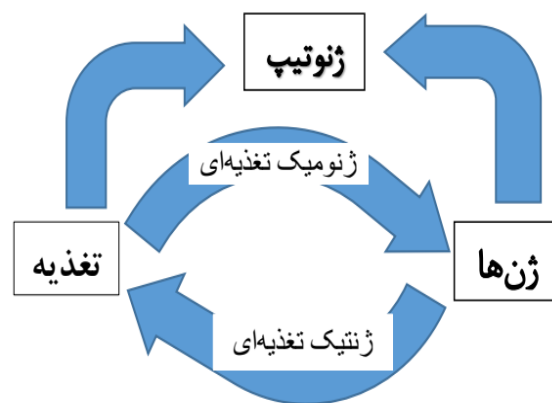 ژنوتیپ
ژنومیک تغذیه‌ای
تغذیه
ژن‌ها
ژنتیک تغذیه‌ای